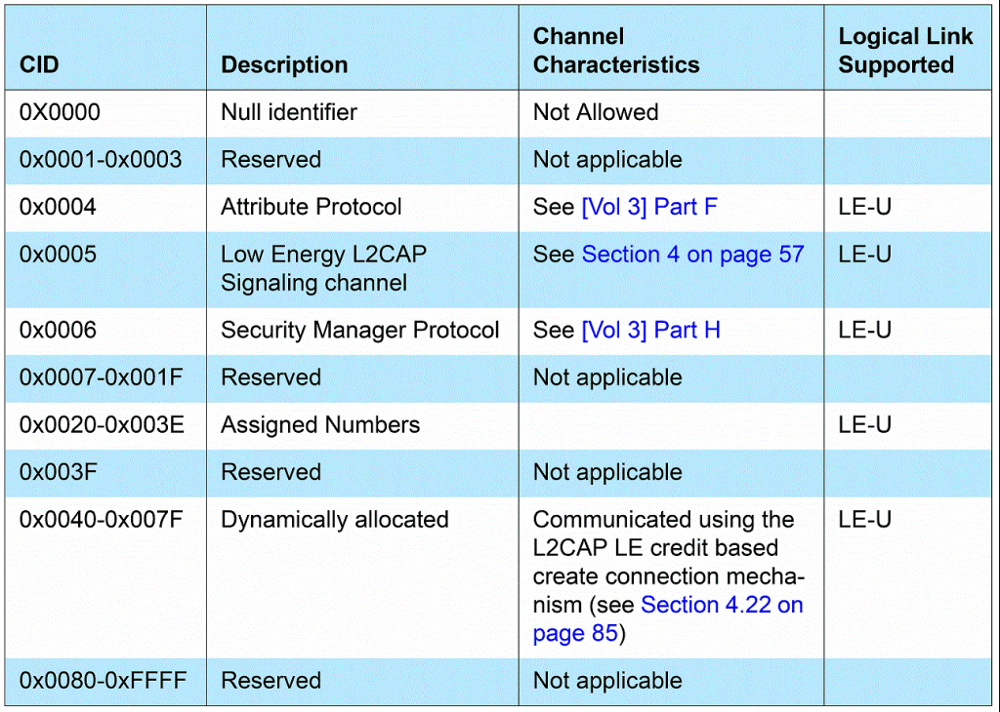 CID Description Channel Characteristics Logical Link Supported
0X0000 Null identifier Not Allowed
0x0001-0x0003 Reserved Not applicable
0x0004 Attribute Protocol See [Vol 3] Part F LE-U
0x0005 Low Energy L2CAP See Section 4 on page 57 LE-U
Signaling channel
0x0006 Security Manager Protocol See [Vol 3] Part H LE-U
0x0007-0x001F Reserved Not applicable
0x0020-0x003E Assigned Numbers LE-U
0x003F Reserved Not applicable
0x0040-0x007F Dynamically allocated Communicated using the LE-U
L2CAP LE credit based
create connection mecha-
nism (see Section 4.22 on
page 85)
0x0080-0xFFFF Reserved Not applicable